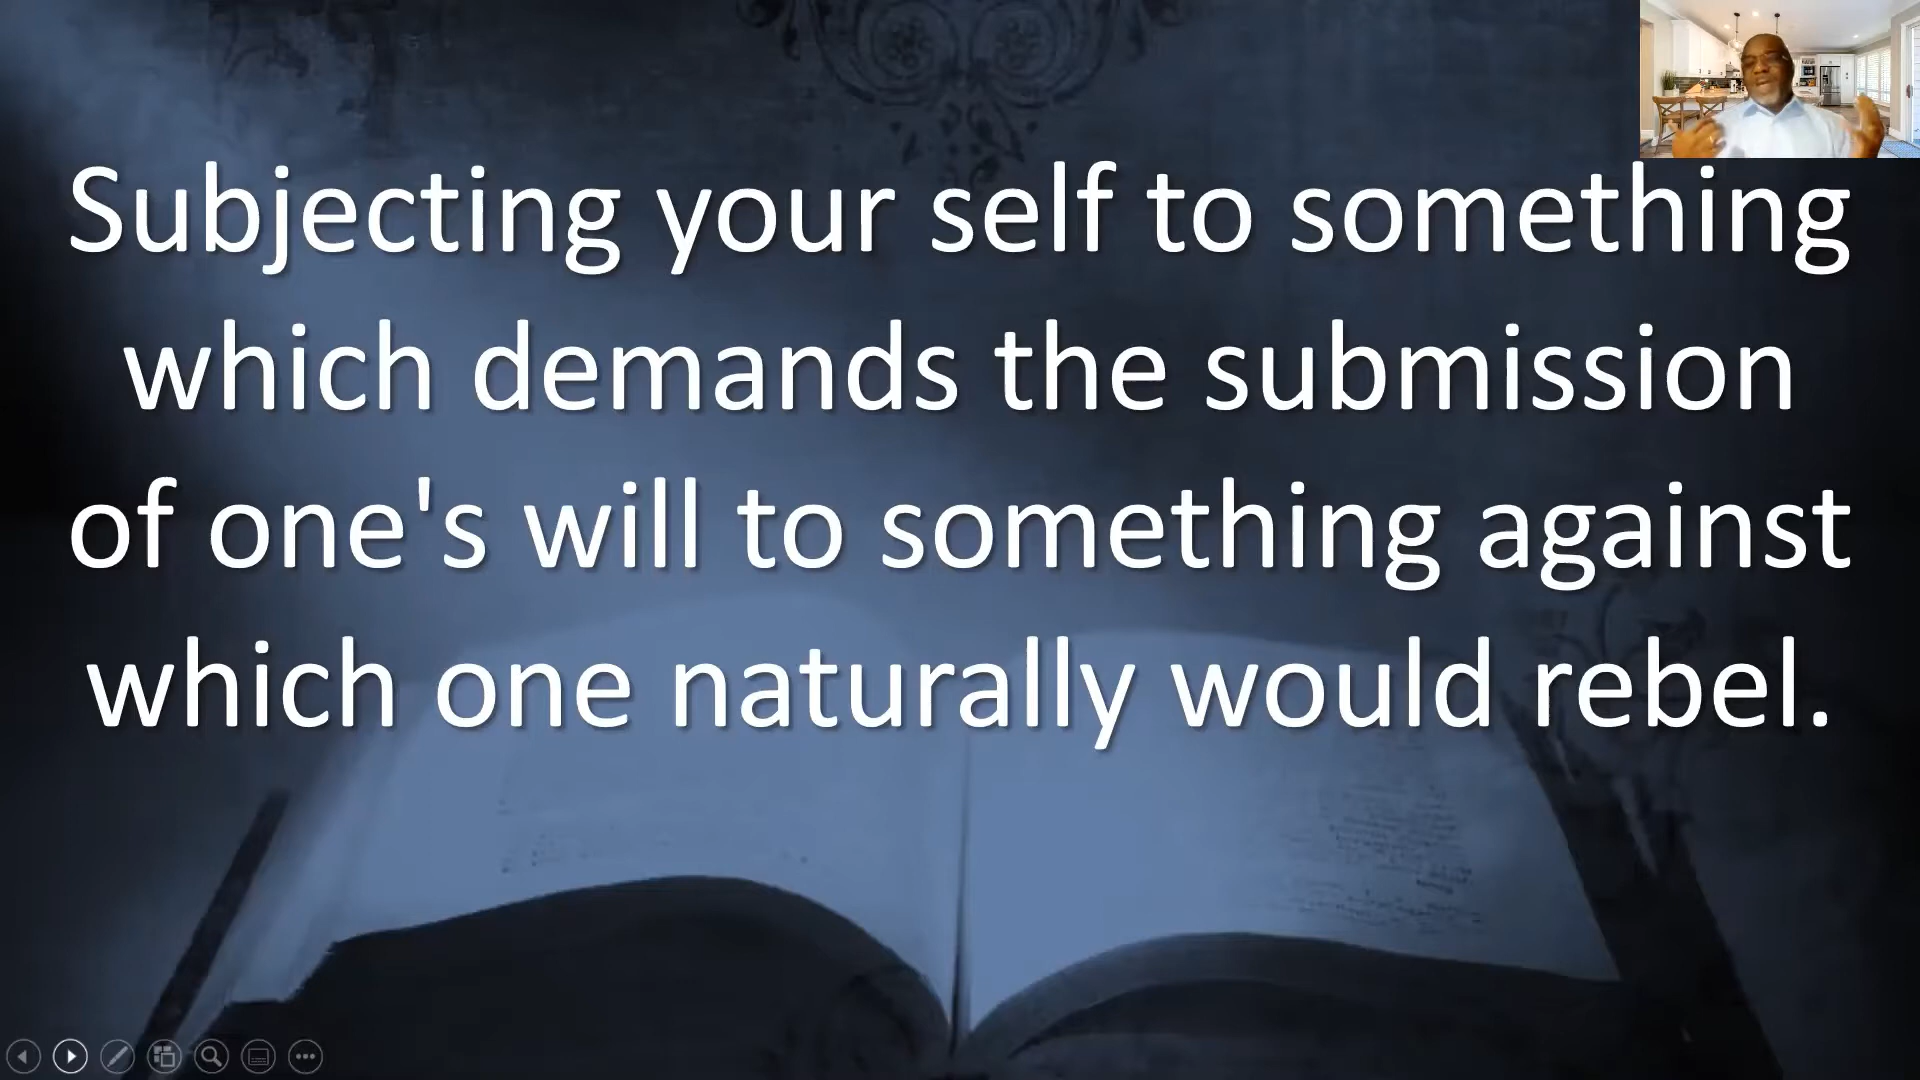 Subjecting your self to something
which demands the submission
of one's will to something against
which one naturally would rebel.